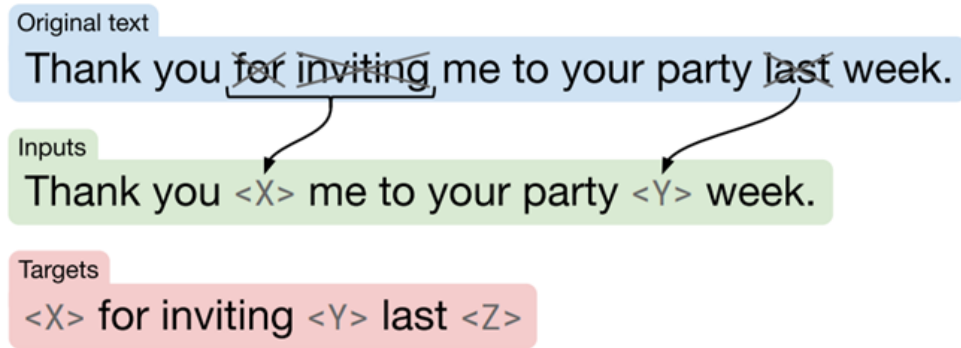 Original text
Thank you for inviting me to your party last week.
Inputs
Thank you <X> me to your party <Y> week.
Targets
<X> for inviting <Y> last <Z>